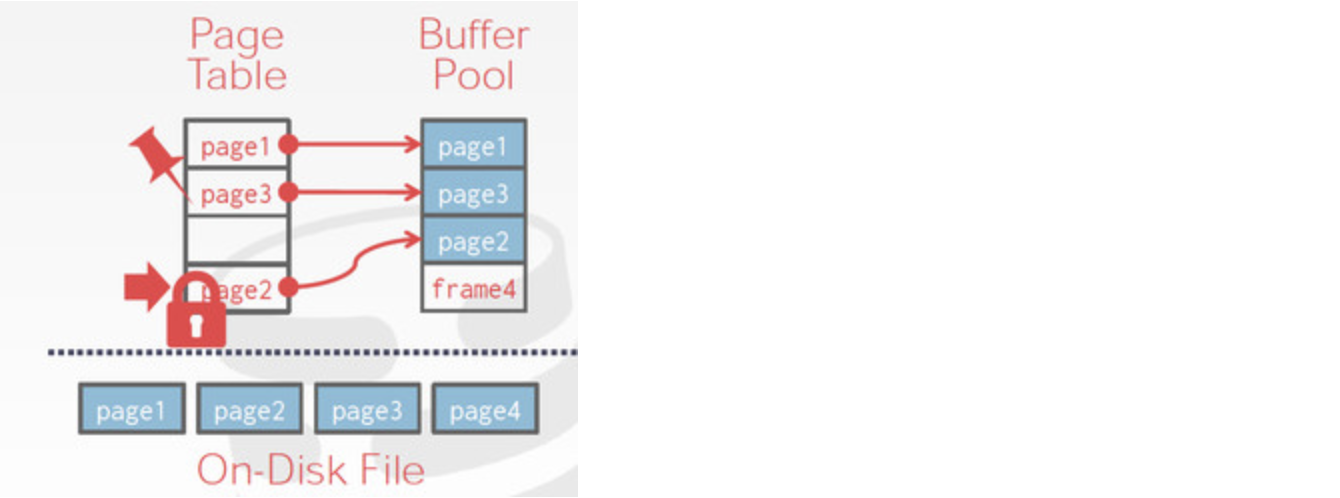 Page
Table
Buffer
Pool
page1
page3
page2
page1
page3
page2
frame4
page1 page2 page3 page4
On-Disk File